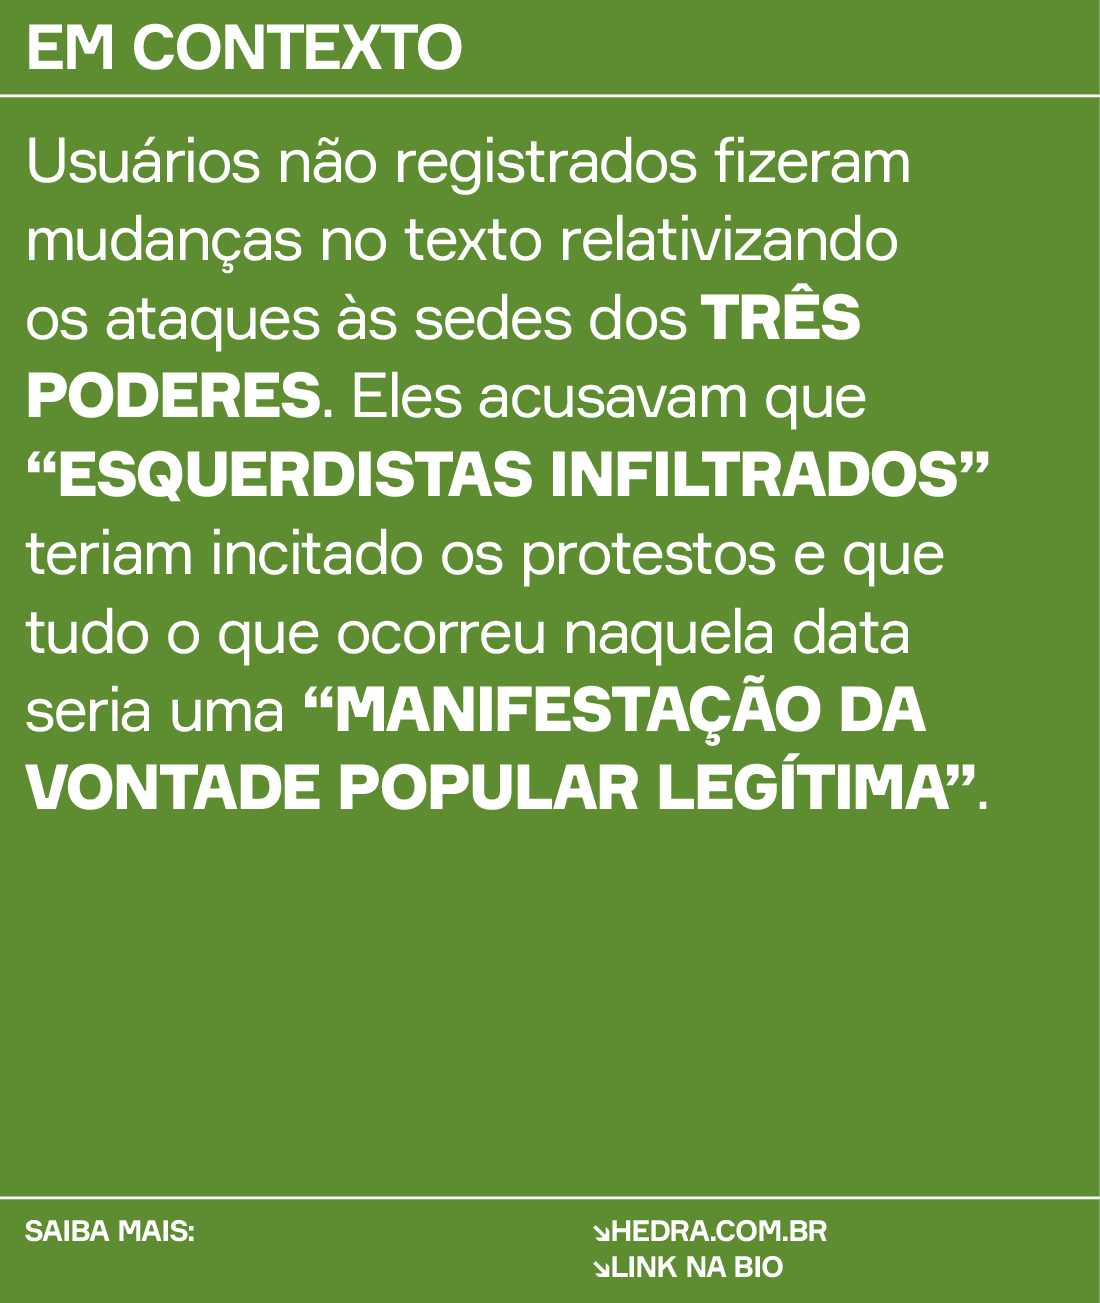 EM CONTEXTO
Usuários não registrados fizeram
mudanças no texto relativizando
os ataques às sedes dos TRÊS
PODERES. Eles acusavam que
“ESQUERDISTAS INFILTRADOS”
teriam incitado os protestos e que
tudo o que ocorreu naquela data
seria uma “MANIFESTAÇÃO DA
VONTADE POPULAR LEGÍTIMA”.
SAIBA MAIS:
↘HEDRA.COM.BR
↘LINK NA BIO